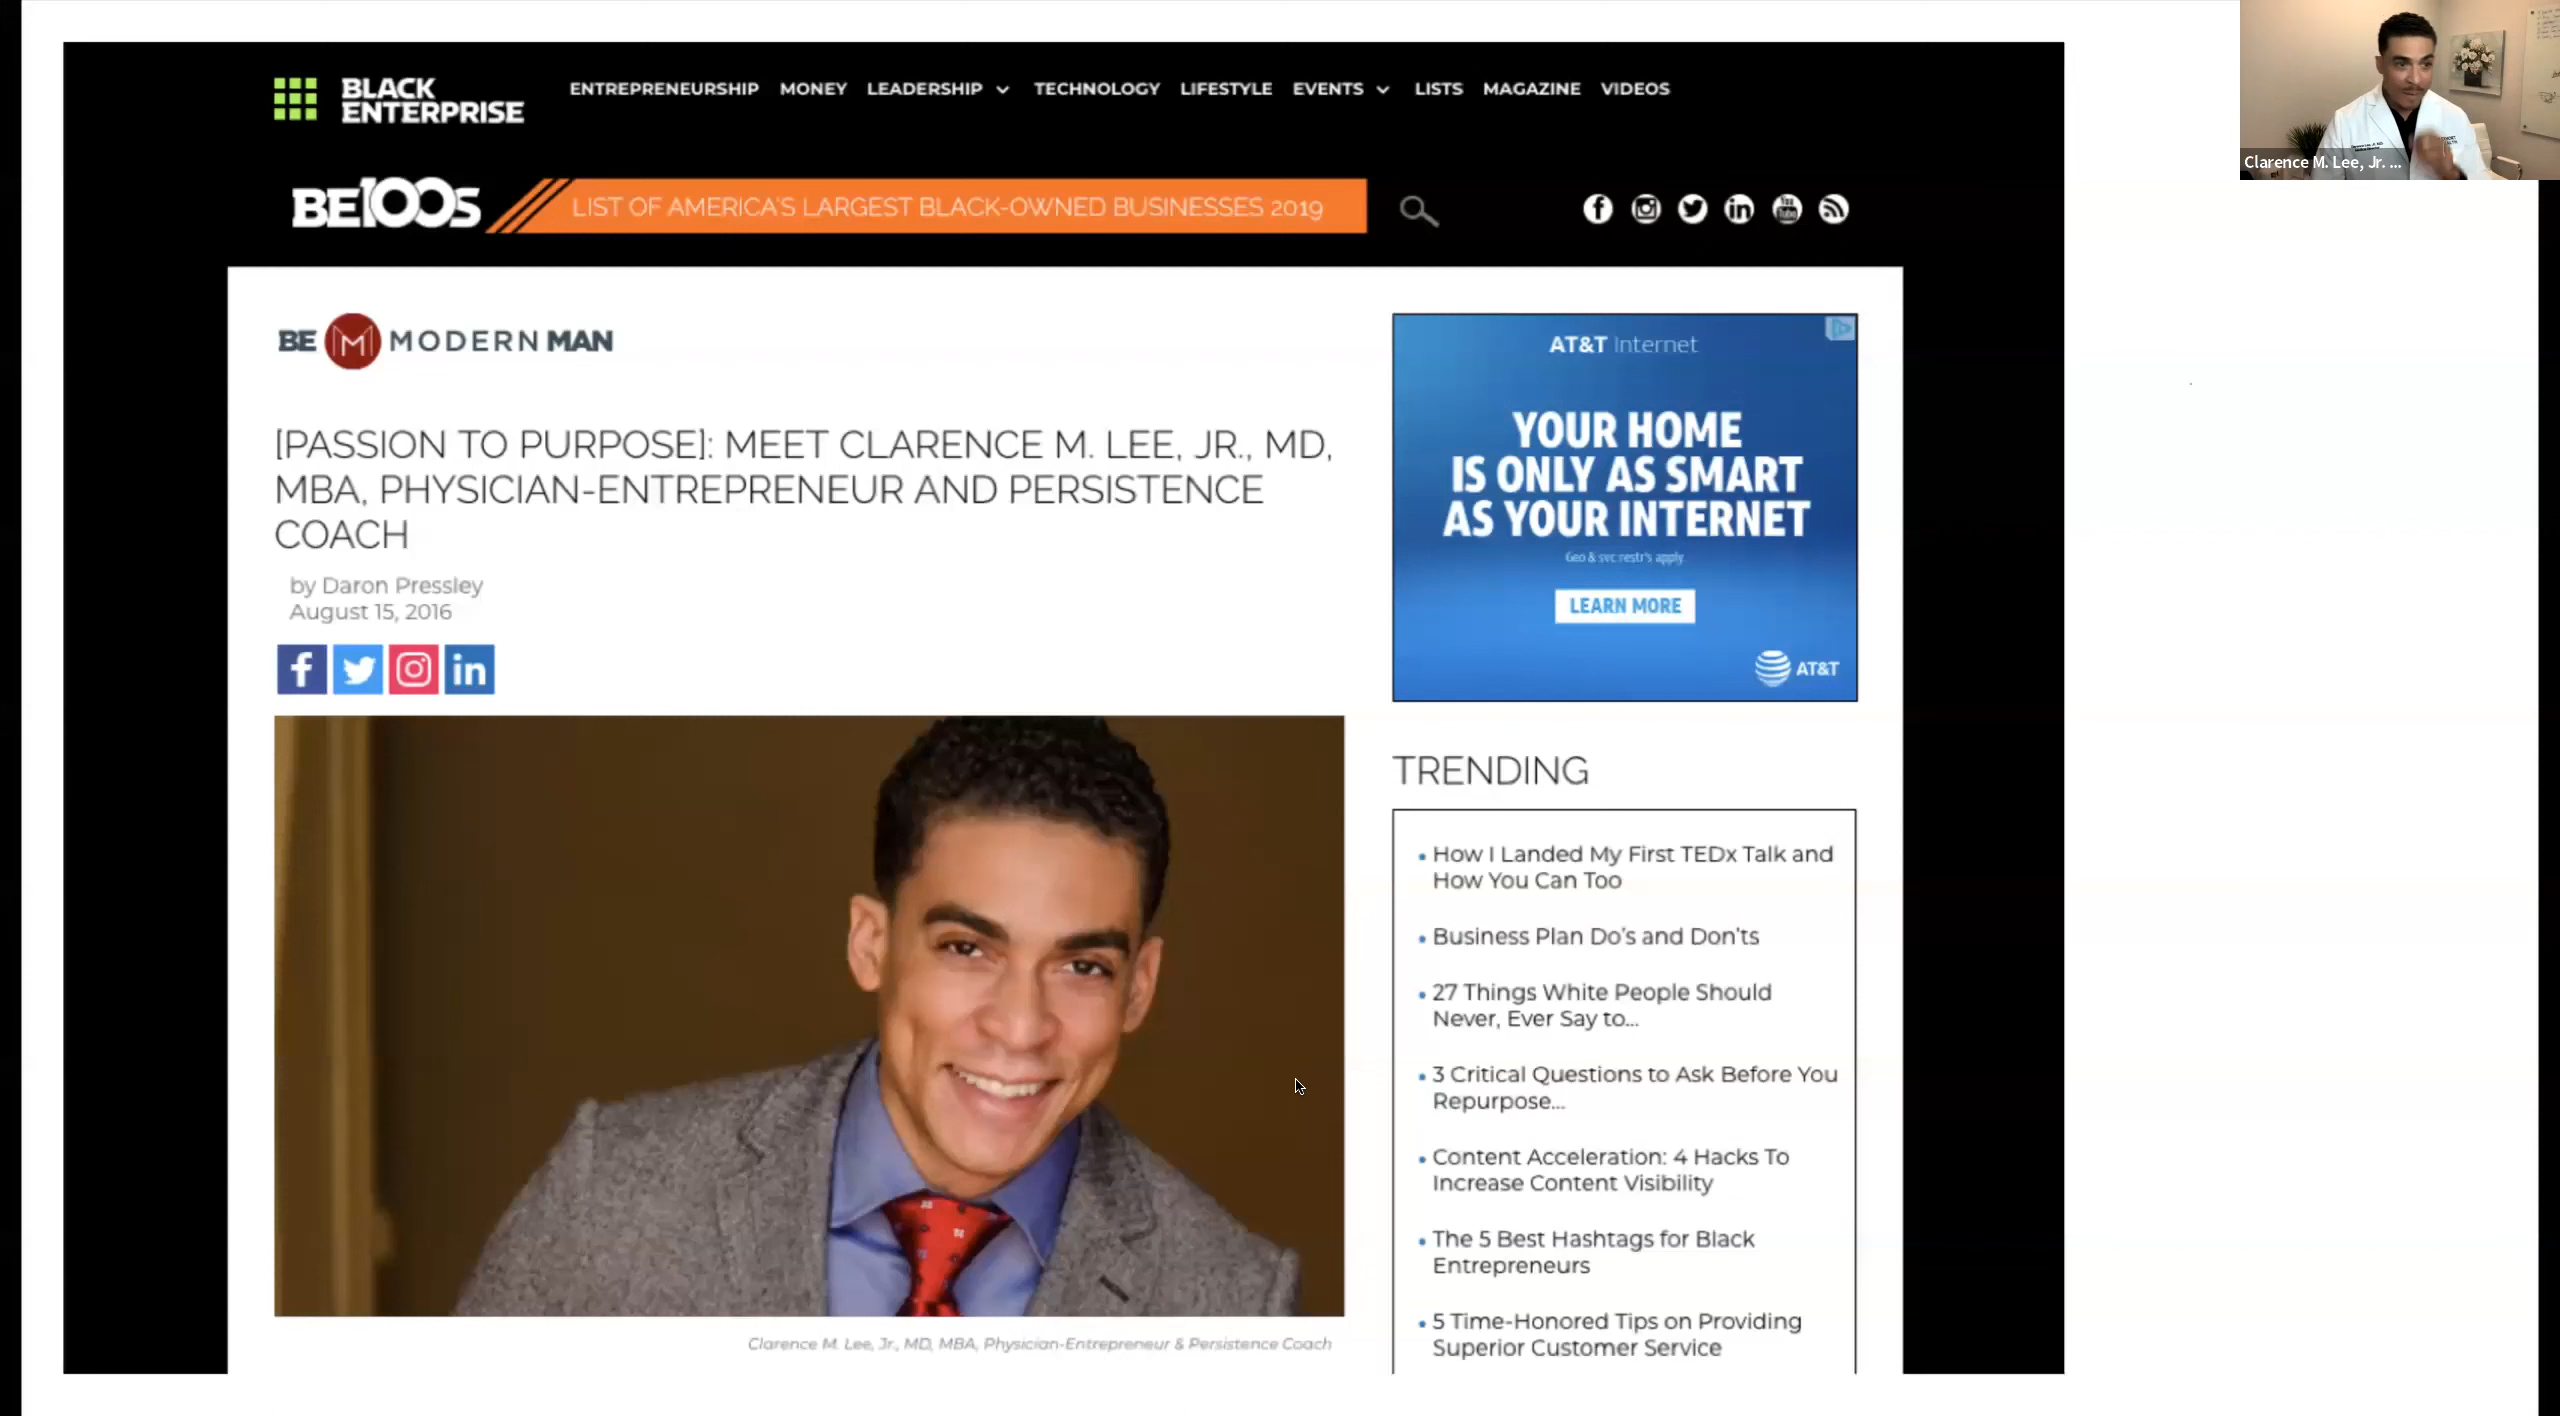 BLACK
ENTERPRISE
ENTREPRENEURSHIP MONEY LEADERSHIP TECHNOLOGY LIFESTYLE EVENTS LISTS MAGAZINE VIDEOS
Clarence M. Lee, Jr. ...
BE100S
LIST OF AMERICA'S LARGEST BLACK-OWNED BUSINESSES 2019
BE M MODERN MAN
[PASSION TO PURPOSE]: MEET CLARENCE M. LEE, JR., MD,
MBA, PHYSICIAN-ENTREPRENEUR AND PERSISTENCE
COACH
by Daron Pressley
August 15, 2016
Clarence M. Lee, Jr., MD, MBA, Physician-Entrepreneur & Persistence Coach
AT&T Internet
YOUR HOME
IS ONLY AS SMART
AS YOUR INTERNET
Geo & svc restr's apply
LEARN MORE
AT&T
TRENDING
How I Landed My First TEDx Talk and
How You Can Too
Business Plan Do's and Don'ts
27 Things White People Should
Never, Ever Say to...
3 Critical Questions to Ask Before You
Repurpose...
Content Acceleration: 4 Hacks To
Increase Content Visibility
The 5 Best Hashtags for Black
Entrepreneurs
5 Time-Honored Tips on Providing
Superior Customer Service